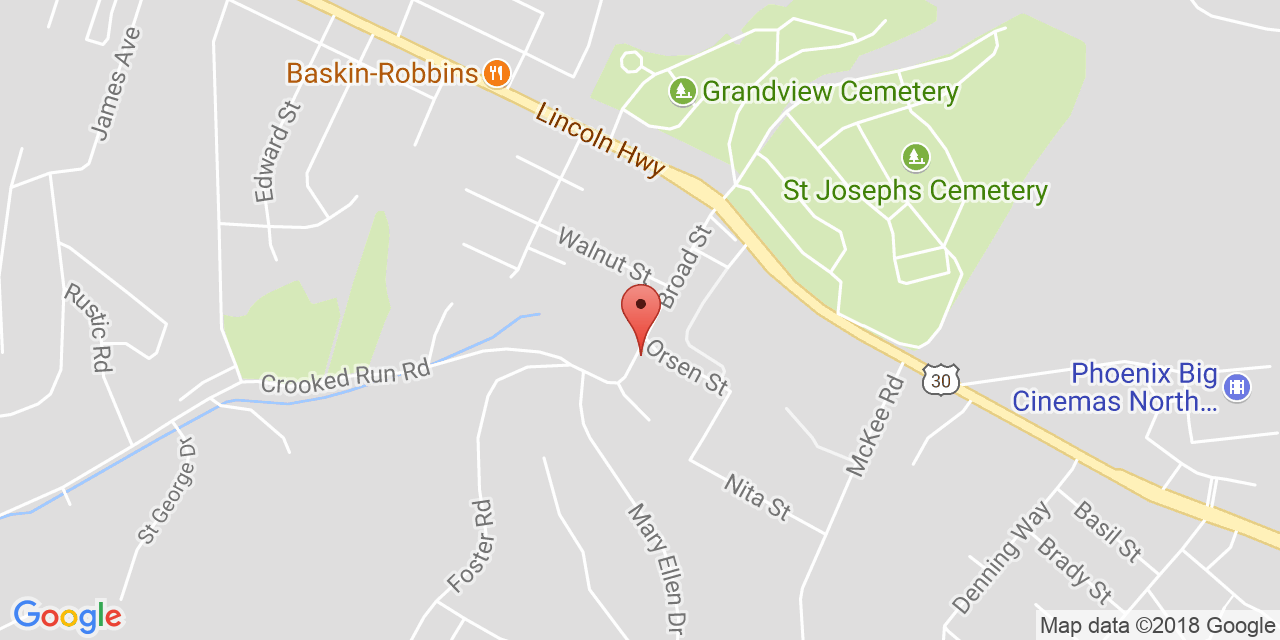 James Ave
Baskin-Robbins
Edward St
Lincoln Hwy
Grandview Cemetery
St Josephs Cemetery
Walnut St
Broad St
Rustic Rd
Crooked Run Rd
Orsen St
30
Phoenix Big
Cinemas North...
McKee Rd
St George Dr
Nita St
Foster Rd
Mary Ellen Dr
Denning Way
Basil St
Brady St
Google
Map data ©2018 Google